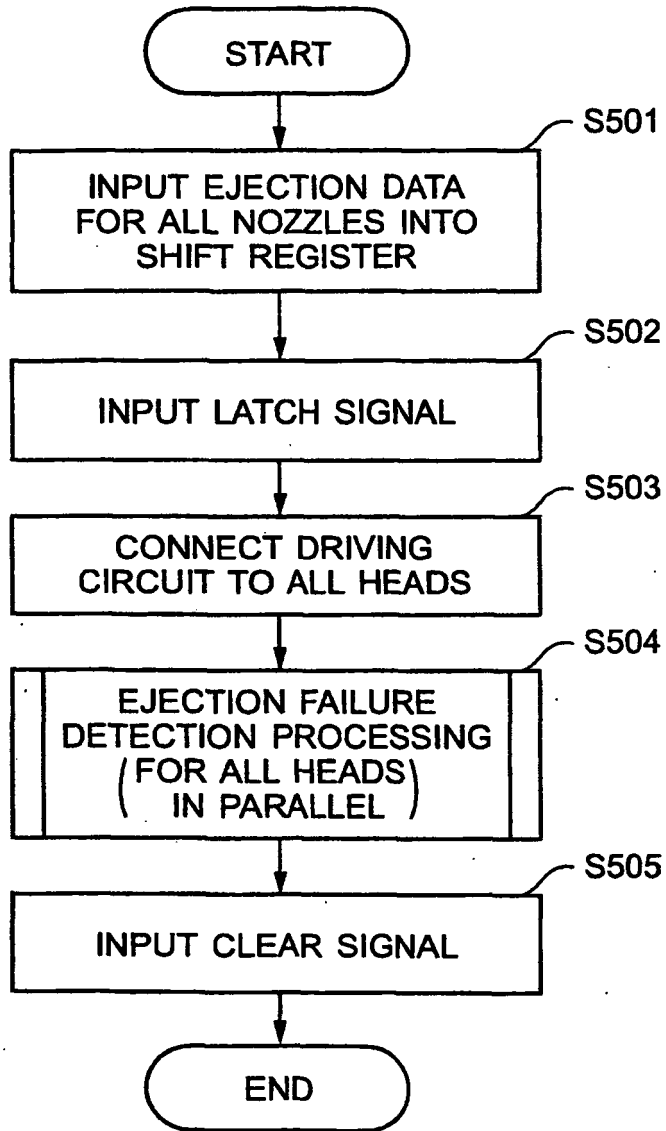 START
S501
INPUT EJECTION DATA
FOR ALL NOZZLES INTO
SHIFT REGISTER
S502
INPUT LATCH SIGNAL
S503
CONNECT DRIVING
CIRCUIT TO ALL HEADS
S504
EJECTION FAILURE
DETECTION PROCESSING
(FOR ALL HEADS
IN PARALLEL)
S505
INPUT CLEAR SIGNAL
END